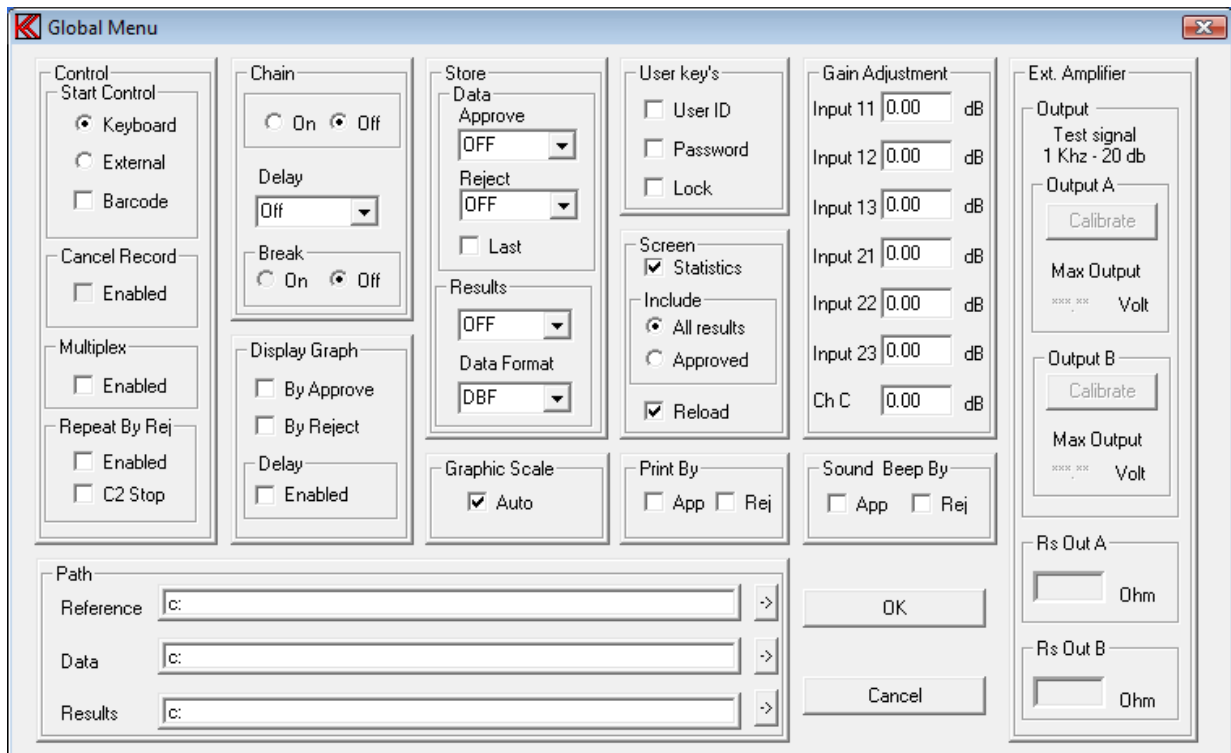 Global Menu
Control
Start Control
Keyboard
External
Barcode
Cancel Record
Enabled
Multiplex
Enabled
Repeat By Rej
Enabled
C2 Stop
Chain
On Off
Delay
Off
Break
On Off
Display Graph
By Approve
By Reject
Delay
Enabled
Store
Data
Approve
OFF
Reject
OFF
Last
Results
OFF
Data Format
DBF
Graphic Scale
Auto
User key's
User ID
Password
Lock
Screen
Statistics
Include
All results
Approved
Reload
Print By
App Rej
Gain Adjustment
Input 11 0.00 dB
Input 12 0.00 dB
Input 13 0.00 dB
Input 21 0.00 dB
Input 22 0.00 dB
Input 23 0.00 dB
Ch C 0.00 dB
Sound Beep By
App Rej
Ext. Amplifier
Output
Test signal
1 Khz - 20 db
Output A
Calibrate
Max Output
***.** Volt
Output B
Calibrate
Max Output
***.** Volt
Rs Out A
Ohm
Rs Out B
Ohm
Path
Reference c: ->
Data c: ->
Results c: ->
OK
Cancel